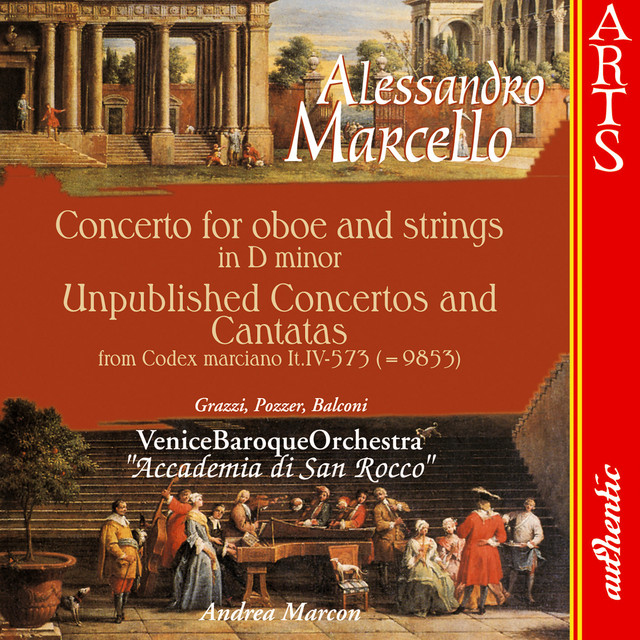 Alessandro
Marcello
Concerto for oboe and strings
in D minor
Unpublished Concertos and
Cantatas
from Codex marciano It.IV-573 (=9853)
Grazzi, Pozzer, Balconi
VeniceBaroqueOrchestra
"Accademia di San Rocco"
Andrea Marcon
ARTS
authentic